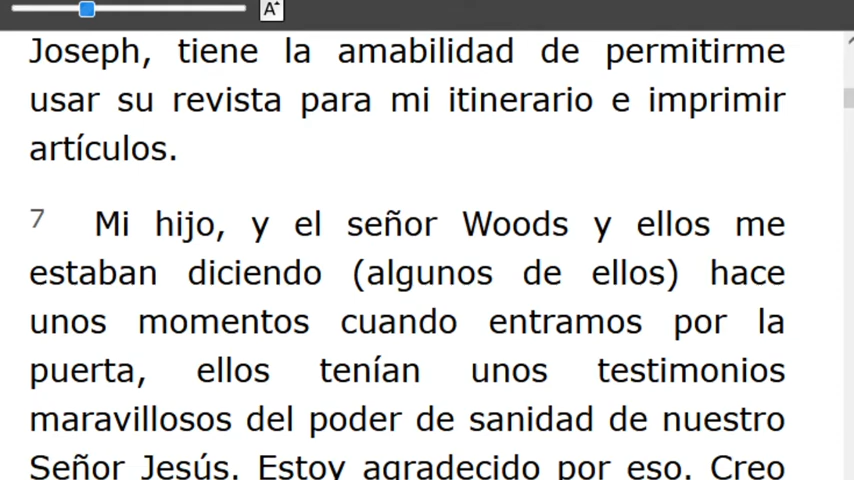 A
Joseph, tiene la amabilidad de permitirme
usar su revista para mi itinerario e imprimir
artículos.
7 Mi hijo, y el señor Woods y ellos me
estaban diciendo (algunos de ellos) hace
unos momentos cuando entramos por la
puerta, ellos tenían unos testimonios
maravillosos del poder de sanidad de nuestro
Señor Jesús. Estoy agradecido por eso. Creo